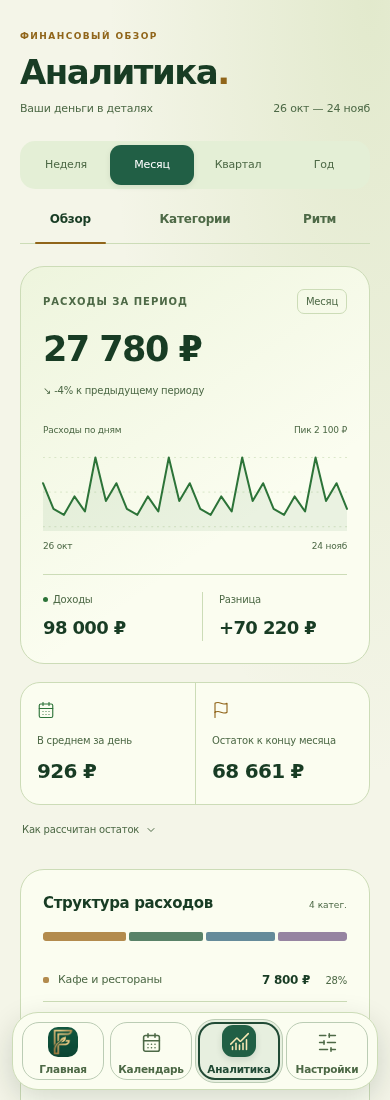 ФИНАНСОВЫЙ ОБЗОР
Аналитика.
Ваши деньги в деталях 26 окт — 24 нояб
Неделя Месяц Квартал Год
Обзор Категории Ритм
РАСХОДЫ ЗА ПЕРИОД Месяц
27 780 ₽
↘ -4% к предыдущему периоду
Расходы по дням Пик 2 100 ₽
26 окт 24 нояб
Доходы Разница
98 000 ₽ +70 220 ₽
В среднем за день Остаток к концу месяца
926 ₽ 68 661 ₽
Как рассчитан остаток
Структура расходов 4 катег.
Кафе и рестораны 7 800 ₽ 28%
Главная Календарь Аналитика Настройки